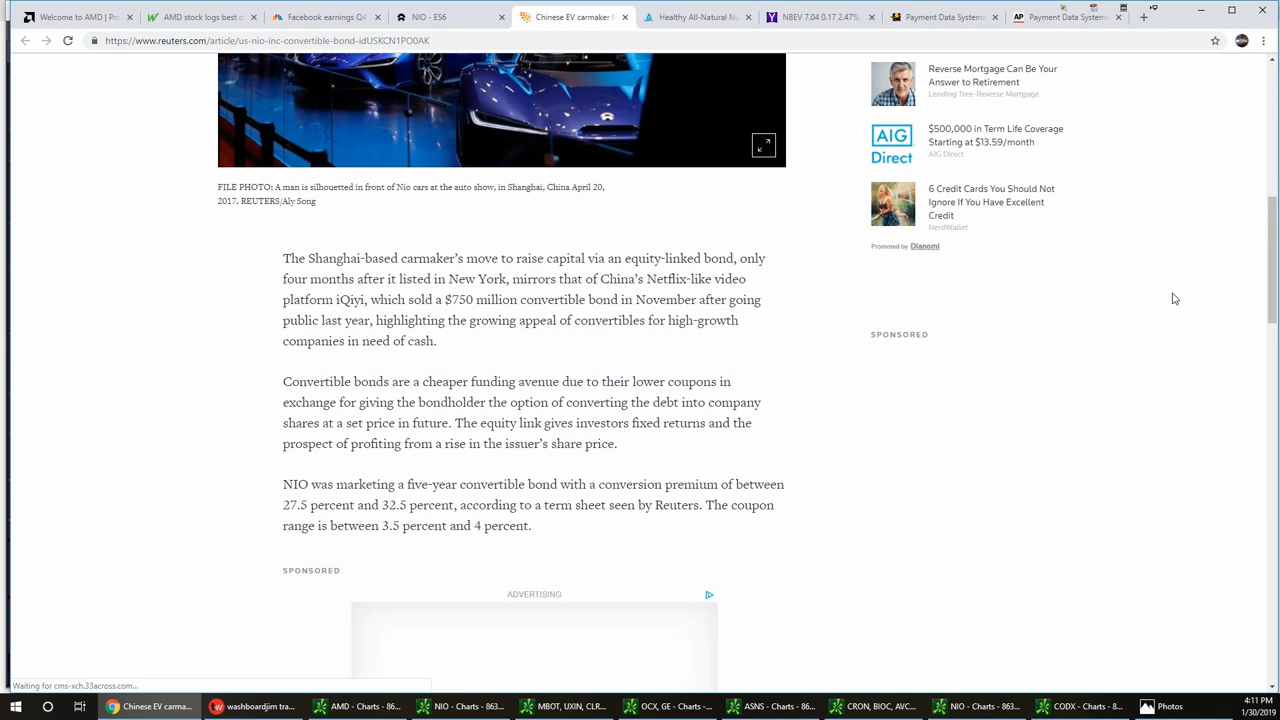 Welcome to AMD | Pro
AMD stock logs best d
Facebook earnings Q4
NIO - ES6
Chinese EV carmaker N
Healthy All-Natural Nu
NBEV 7.04 0.17 2.47%
Payment Data Systems
Payment Data Systems
https://www.reuters.com/article/us-nio-inc-convertible-bond-idUSKCN1PO0AK
Reverse Mortgage Can Be Your
Answer to Retirement
Lending Tree-Reverse Mortgage
AIG
Direct
$500,000 in Term Life Coverage
Starting at $13.59/month
AIG Direct
6 Credit Cards You Should Not
Ignore If You Have Excellent
Credit
NerdWallet
Promoted by Dianomi
SPONSORED
FILE PHOTO: A man is silhouetted in front of Nio cars at the auto show, in Shanghai, China April 20,
2017. REUTERS/Aly Song
The Shanghai-based carmaker's move to raise capital via an equity-linked bond, only
four months after it listed in New York, mirrors that of China's Netflix-like video
platform iQiyi, which sold a $750 million convertible bond in November after going
public last year, highlighting the growing appeal of convertibles for high-growth
companies in need of cash.
Convertible bonds are a cheaper funding avenue due to their lower coupons in
exchange for giving the bondholder the option of converting the debt into company
shares at a set price in future. The equity link gives investors fixed returns and the
prospect of profiting from a rise in the issuer's share price.
NIO was marketing a five-year convertible bond with a conversion premium of between
27.5 percent and 32.5 percent, according to a term sheet seen by Reuters. The coupon
range is between 3.5 percent and 4 percent.
SPONSORED
ADVERTISING
Waiting for cms-xch.33across.com...
Chinese EV carma...
washboardjim tra...
AMD - Charts - 86...
NIO - Charts - 863...
MBOT, UXIN, CLR...
OCX, GE - Charts -...
ASNS - Charts - 86...
CRON, BIOC, AVC...
NIO - Charts - 863...
CODX - Charts - 8...
Photos
4:11 PM
1/30/2019